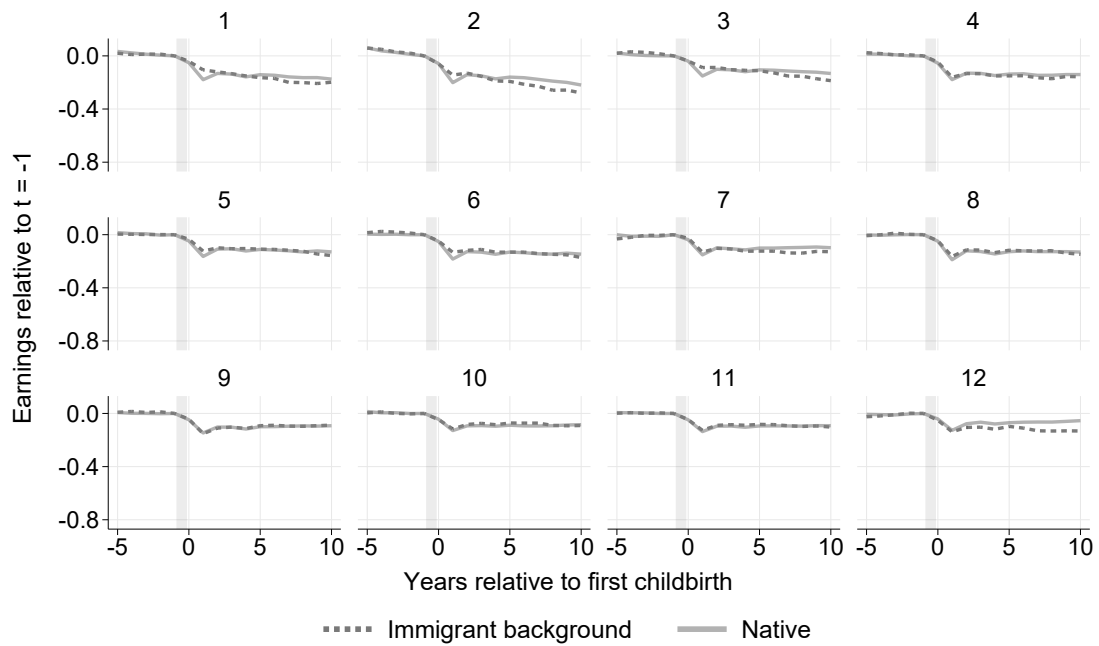 1 2 3 4
0.0
-0.4
-0.8
5 6 7 8
0.0
-0.4
-0.8
9 10 11 12
0.0
-0.4
-0.8
-5 0 5 10 -5 0 5 10 -5 0 5 10 -5 0 5 10
Earnings relative to t = -1
Years relative to first childbirth
Immigrant background Native